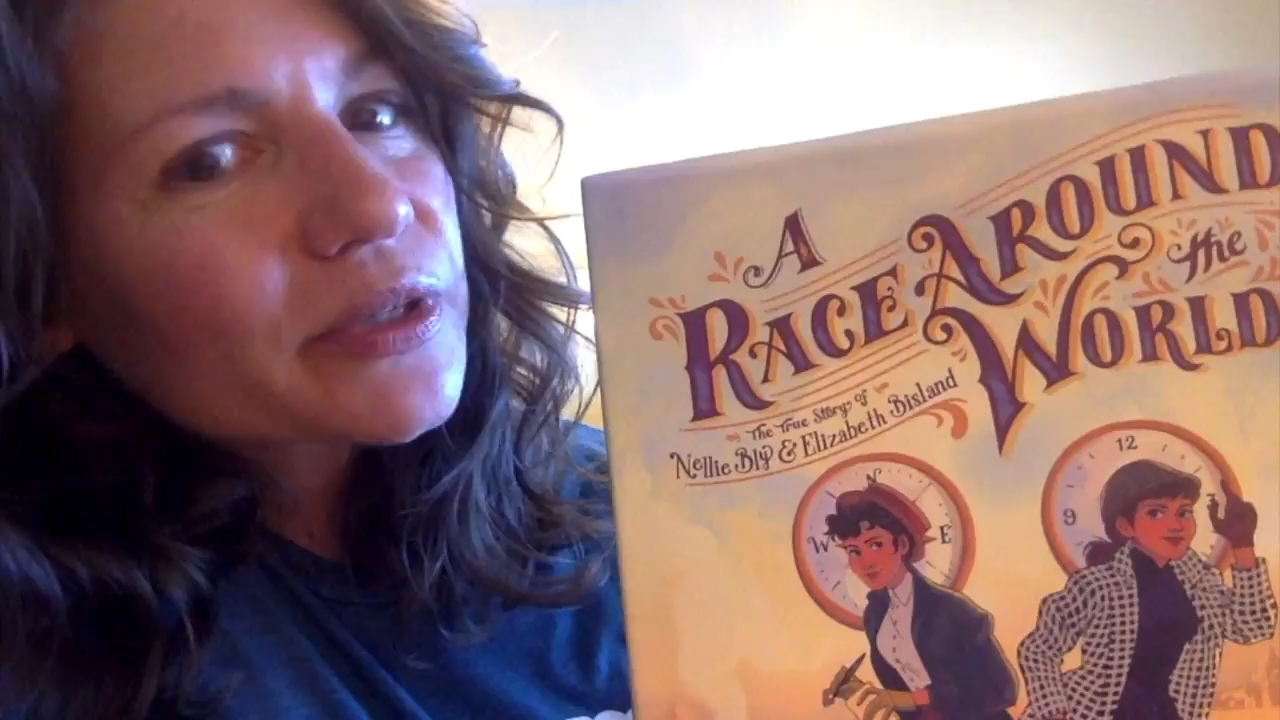 A
RACE AROUND
the
WORLD
The True Story of
Nellie Bly & Elizabeth Bisland
N
W E
12
9